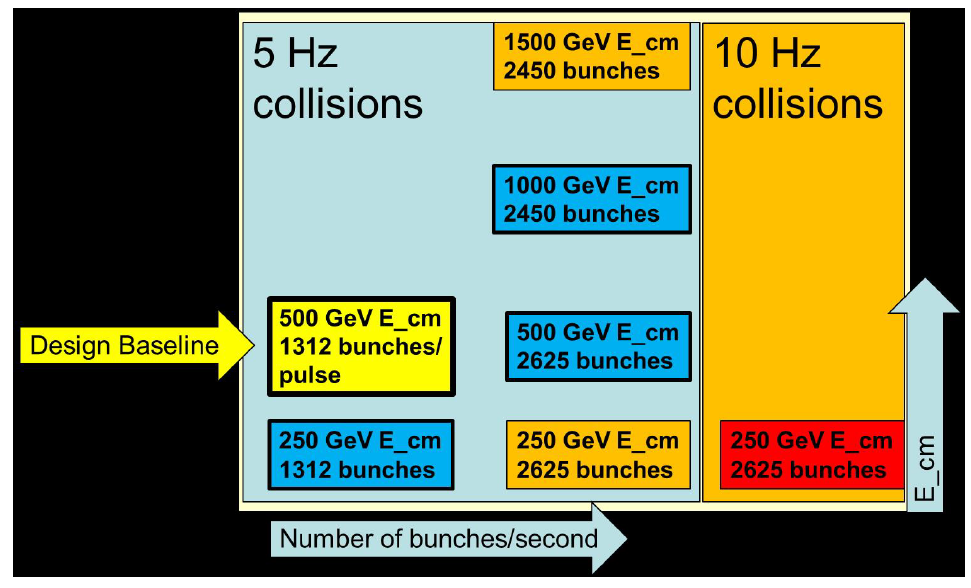 5 Hz
collisions
1500 GeV E_cm
2450 bunches
10 Hz
collisions
1000 GeV E_cm
2450 bunches
Design Baseline
500 GeV E_cm
1312 bunches/
pulse
500 GeV E_cm
2625 bunches
250 GeV E_cm
1312 bunches
250 GeV E_cm
2625 bunches
250 GeV E_cm
2625 bunches
E_cm
Number of bunches/second